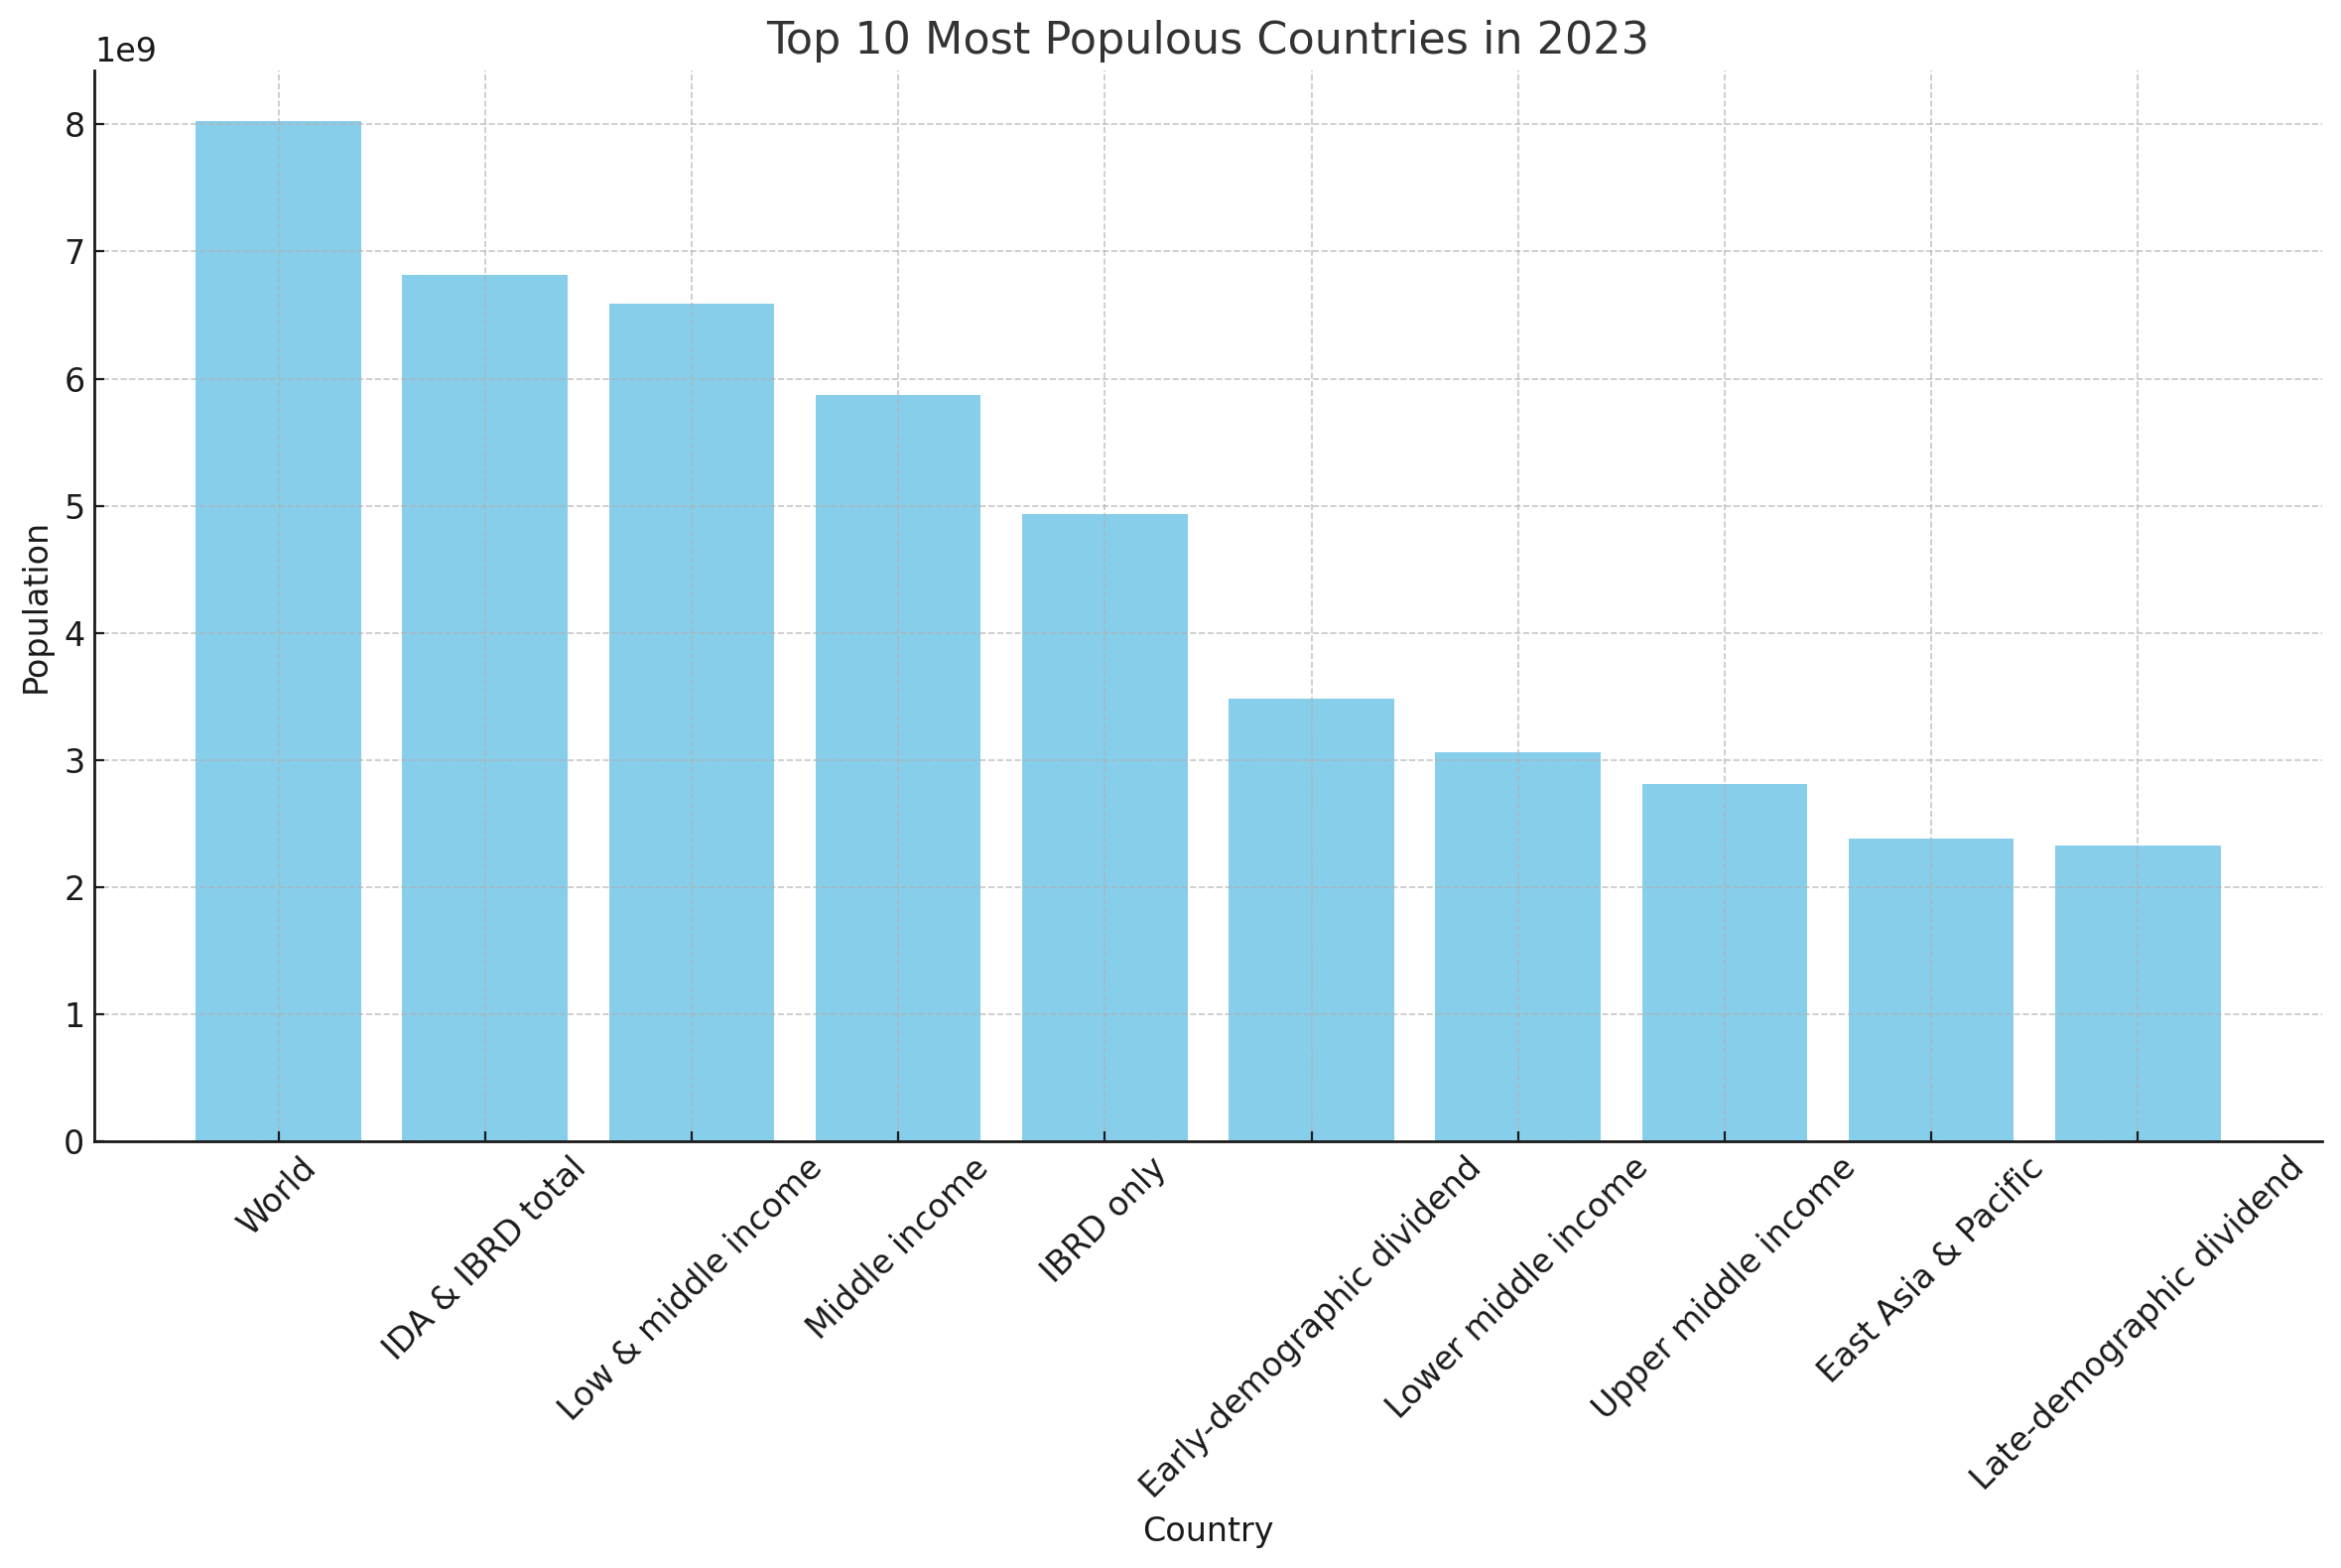 Top 10 Most Populous Countries in 2023
1e9
8
7
6
5
4
3
2
1
0
Population
World
IDA & IBRD total
Low & middle income
Middle income
IBRD only
Early-demographic dividend
Lower middle income
Upper middle income
East Asia & Pacific
Late-demographic dividend
Country